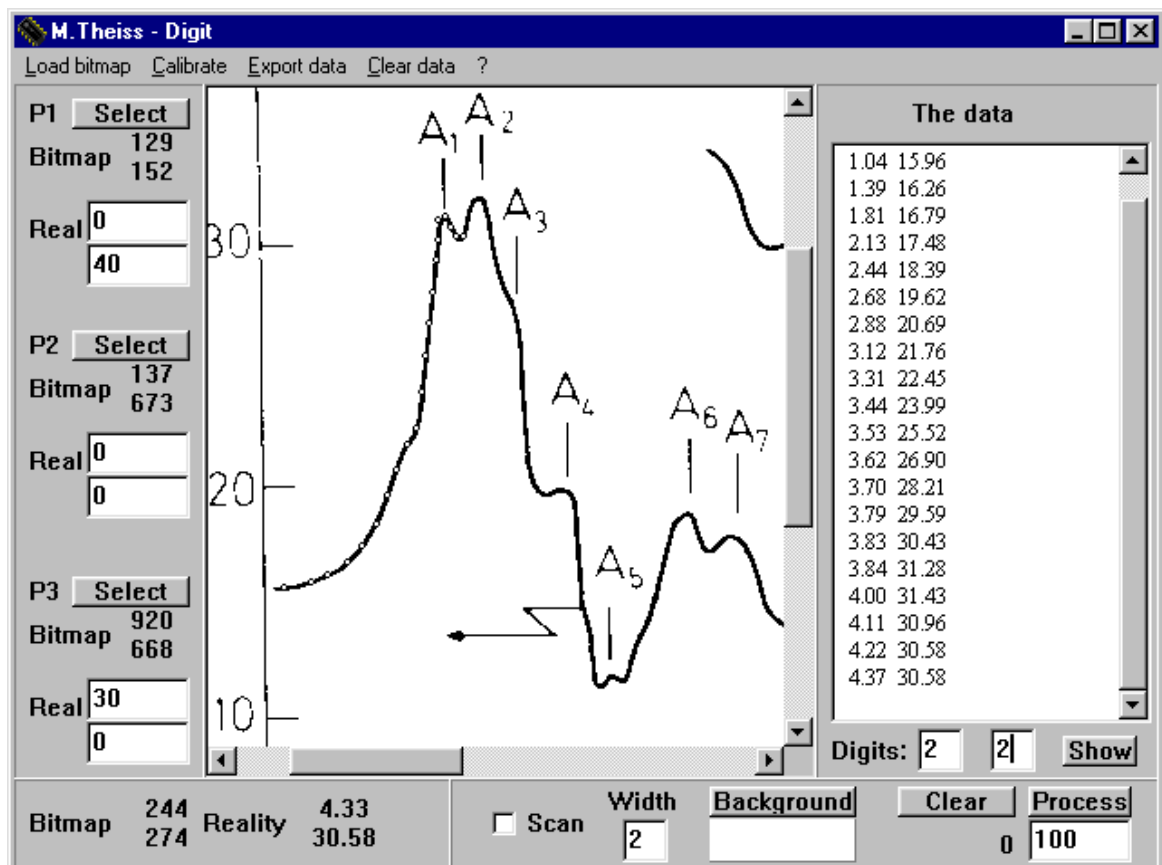 M.Theiss - Digit
Load bitmap Calibrate Export data Clear data ?
P1 Select
Bitmap 129
152
Real 0
40
P2 Select
Bitmap 137
673
Real 0
0
P3 Select
Bitmap 920
668
Real 30
0
A1
A2
A3
A4
A5
A6
A7
30
20
10
The data
1.04 15.96
1.39 16.26
1.81 16.79
2.13 17.48
2.44 18.39
2.68 19.62
2.88 20.69
3.12 21.76
3.31 22.45
3.44 23.99
3.53 25.52
3.62 26.90
3.70 28.21
3.79 29.59
3.83 30.43
3.84 31.28
4.00 31.43
4.11 30.96
4.22 30.58
4.37 30.58
Digits: 2 2 Show
Bitmap 244
274
Reality 4.33
30.58
Scan
Width
2
Background
Clear Process
0 100